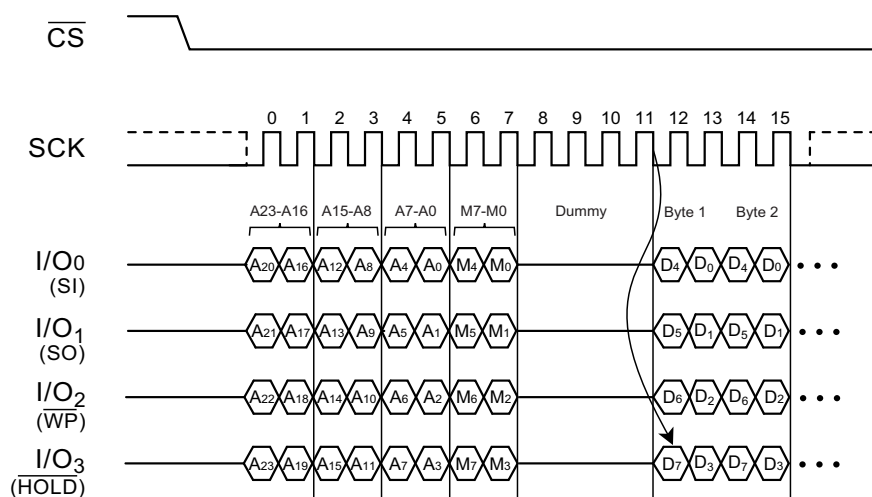 CS
0 1 2 3 4 5 6 7 8 9 10 11 12 13 14 15
SCK
A23-A16 A15-A8 A7-A0 M7-M0 Dummy Byte 1 Byte 2
I/O0 A20 A16 A12 A8 A4 A0 M4 M0 D4 D0 D4 D0 • • •
(SI)
I/O1 A21 A17 A13 A9 A5 A1 M5 M1 D5 D1 D5 D1 • • •
(SO)
I/O2 A22 A18 A14 A10 A6 A2 M6 M2 D6 D2 D6 D2 • • •
(WP)
I/O3 A23 A19 A15 A11 A7 A3 M7 M3 D7 D3 D7 D3 • • •
(HOLD)